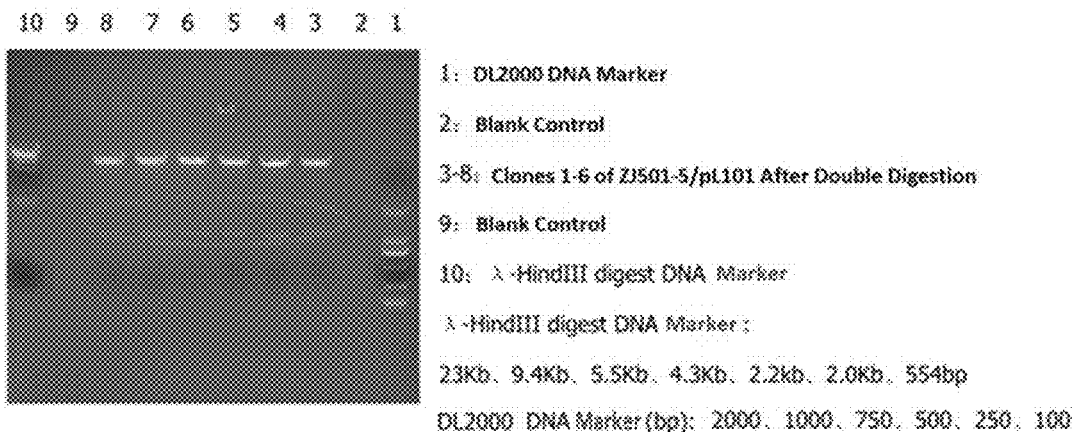 10 9 8 7 6 5 4 3 2 1
1: DL2000 DNA Marker
2: Blank Control
3-8: Clones 1-6 of ZJ501-5/pL101 After Double Digestion
9: Blank Control
10: λ-HindIII digest DNA Marker
λ-HindIII digest DNA Marker:
23Kb、9.4Kb、5.5Kb、4.3Kb、2.2kb、2.0Kb、554bp
DL2000 DNA Marker(bp): 2000、1000、750、500、250、100